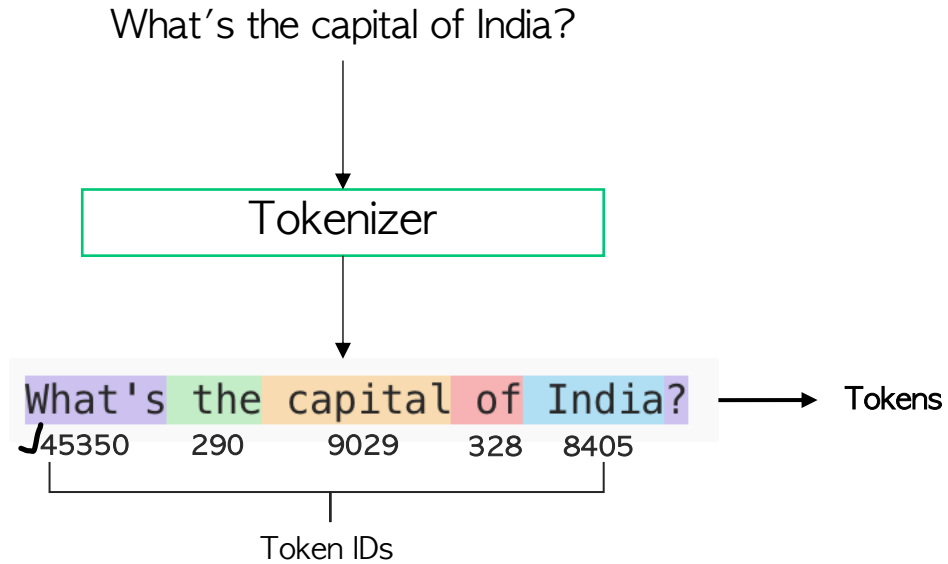 What's the capital of India?
Tokenizer
What's the capital of India?
Tokens
45350 290 9029 328 8405
Token IDs